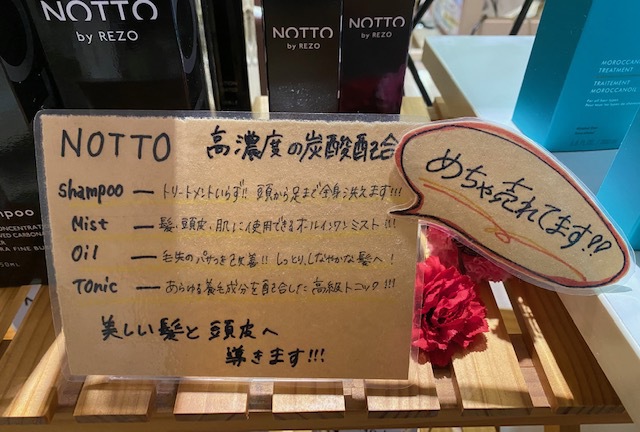 NOTTO
by REZO
NOTTO
by REZO
NOTTO
by REZO
MOROCCAN
TREATMENT
TRAITEMENT
MOROCCANOIL
NOTTO 高濃度の炭酸配合
めちゃ売れてます!!
Shampoo — トリートメントいらず!! 頭から足まで全身洗えます!!!
Mist — 髪、頭皮、肌に使用できるオールインワンミスト!!!
Oil — 毛先のパサつきを改善!! しっとり、しなやかな髪へ!
Tonic — あらゆる養毛成分を配合した高級トニック!!!
美しい髪と頭皮へ
導きます!!!